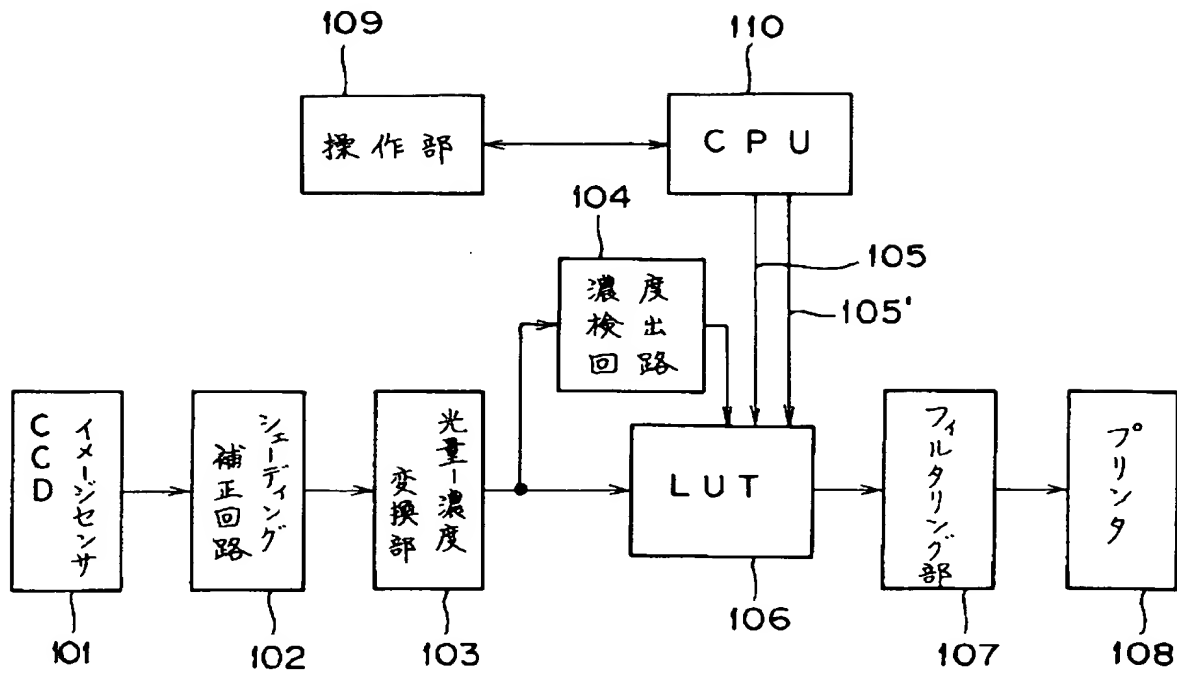 109
110
操作部
CPU
104
濃度
検出
回路
105
105'
CCD
イメージセンサ
シェーディング
補正回路
光量-濃度
変換部
LUT
フィルタリング部
プリンタ
101
102
103
106
107
108